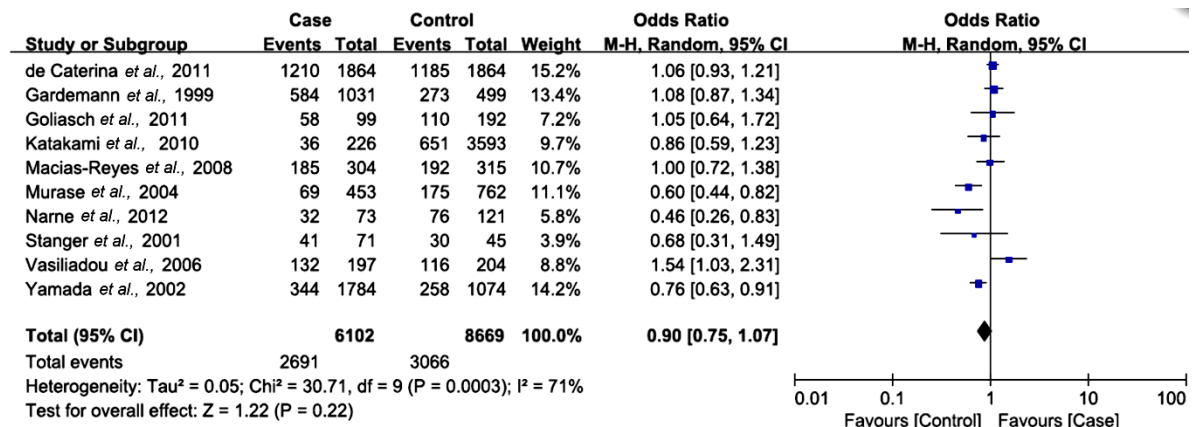 Case Control Odds Ratio Odds Ratio
Study or Subgroup Events Total Events Total Weight M-H, Random, 95% CI M-H, Random, 95% CI
de Caterina et al., 2011 1210 1864 1185 1864 15.2% 1.06 [0.93, 1.21]
Gardemann et al., 1999 584 1031 273 499 13.4% 1.08 [0.87, 1.34]
Goliasch et al., 2011 58 99 110 192 7.2% 1.05 [0.64, 1.72]
Katakami et al., 2010 36 226 651 3593 9.7% 0.86 [0.59, 1.23]
Macias-Reyes et al., 2008 185 304 192 315 10.7% 1.00 [0.72, 1.38]
Murase et al., 2004 69 453 175 762 11.1% 0.60 [0.44, 0.82]
Narne et al., 2012 32 73 76 121 5.8% 0.46 [0.26, 0.83]
Stanger et al., 2001 41 71 30 45 3.9% 0.68 [0.31, 1.49]
Vasiliadou et al., 2006 132 197 116 204 8.8% 1.54 [1.03, 2.31]
Yamada et al., 2002 344 1784 258 1074 14.2% 0.76 [0.63, 0.91]
Total (95% CI) 6102 8669 100.0% 0.90 [0.75, 1.07]
Total events 2691 3066
Heterogeneity: Tau² = 0.05; Chi² = 30.71, df = 9 (P = 0.0003); I² = 71%
Test for overall effect: Z = 1.22 (P = 0.22)
0.01 0.1 1 10 100
Favours [Control] Favours [Case]